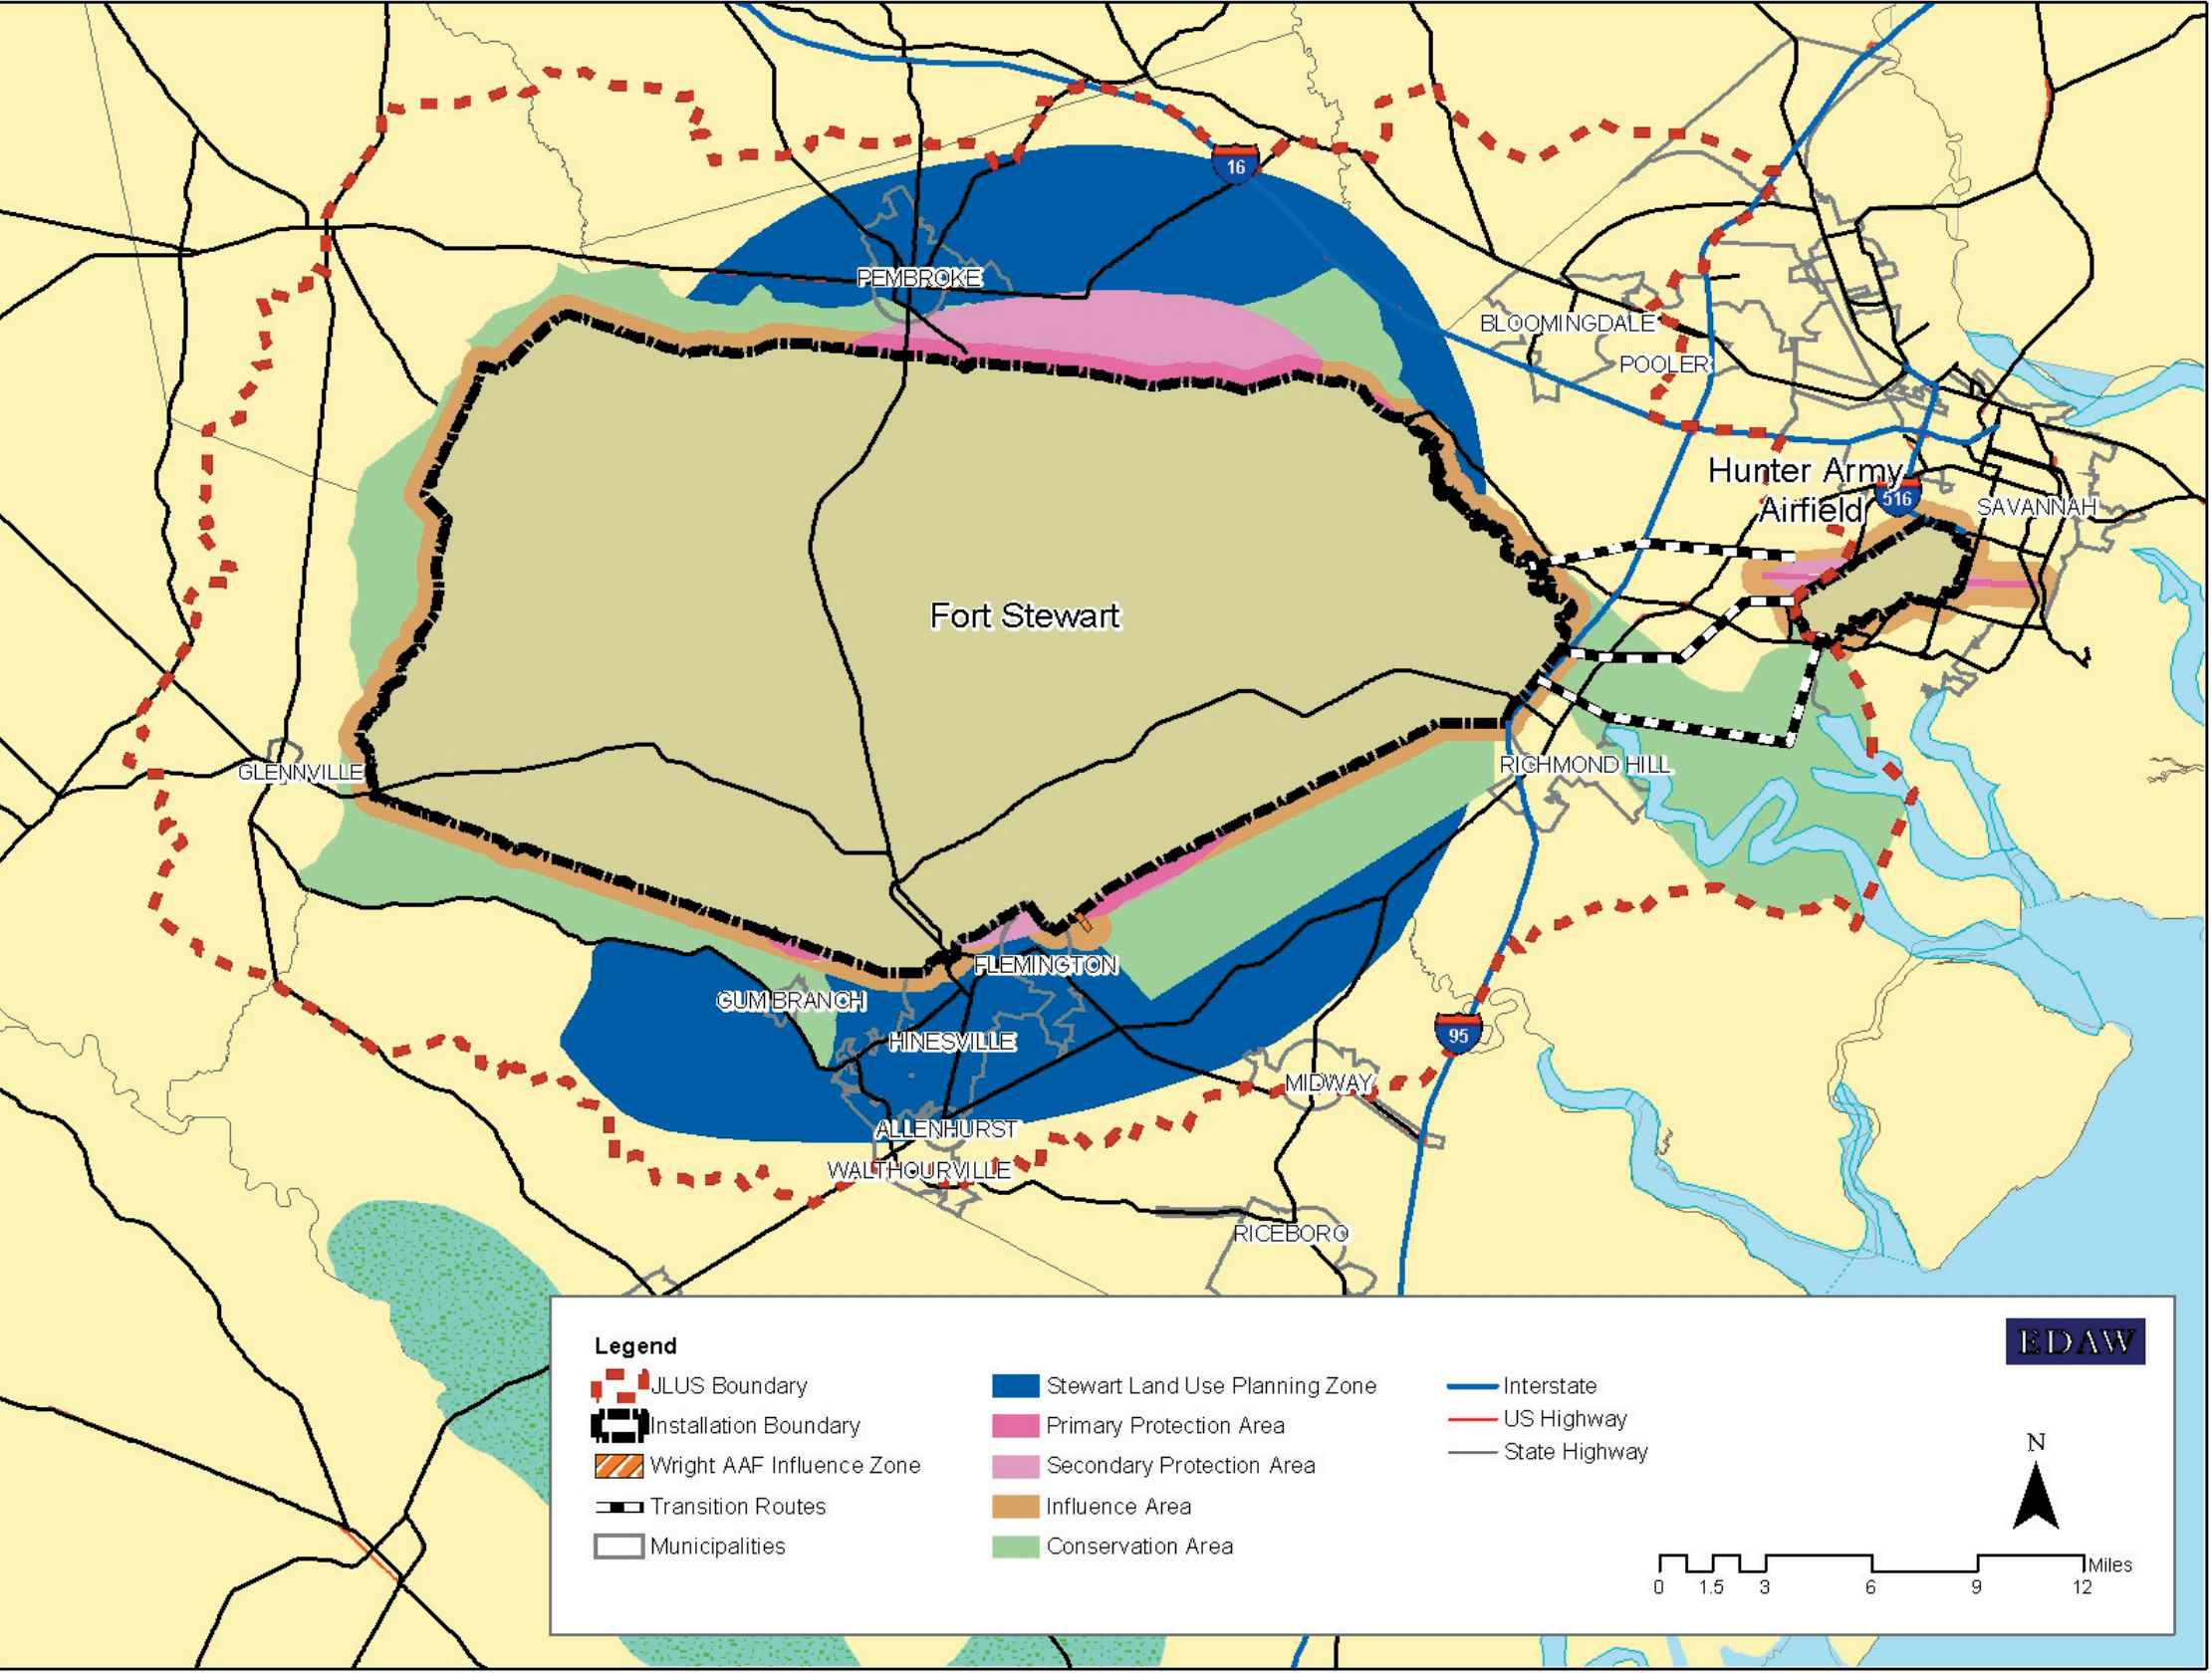 16
PEMBROKE
BLOOMINGDALE
POOLER
Hunter Army
Airfield
516
SAVANNAH
Fort Stewart
RICHMOND HILL
GLENNVILLE
FLEMINGTON
GUM BRANCH
HINESVILLE
95
MIDWAY
ALLENHURST
WALTHOURVILLE
RICEBORO
Legend
JLUS Boundary
Installation Boundary
Wright AAF Influence Zone
Transition Routes
Municipalities
Stewart Land Use Planning Zone
Primary Protection Area
Secondary Protection Area
Influence Area
Conservation Area
Interstate
US Highway
State Highway
EDAW
N
Miles
0 1.5 3 6 9 12